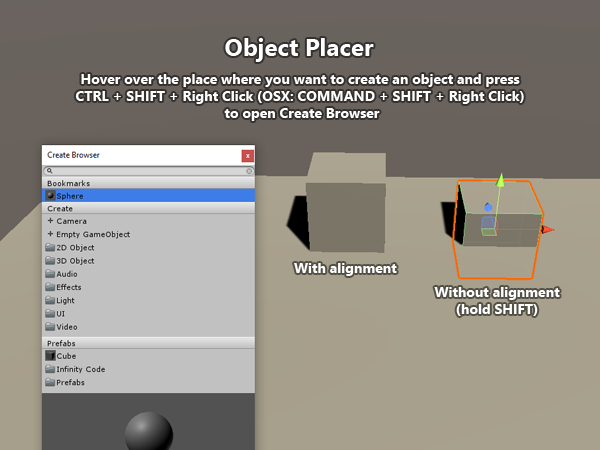 Object Placer
Hover over the place where you want to create an object and press
CTRL + SHIFT + Right Click (OSX: COMMAND + SHIFT + Right Click)
to open Create Browser
Create Browser
x
Bookmarks
Sphere
Create
Camera
Empty GameObject
2D Object
3D Object
Audio
Effects
Light
UI
Video
Prefabs
Cube
Infinity Code
Prefabs
With alignment
Without alignment
(hold SHIFT)